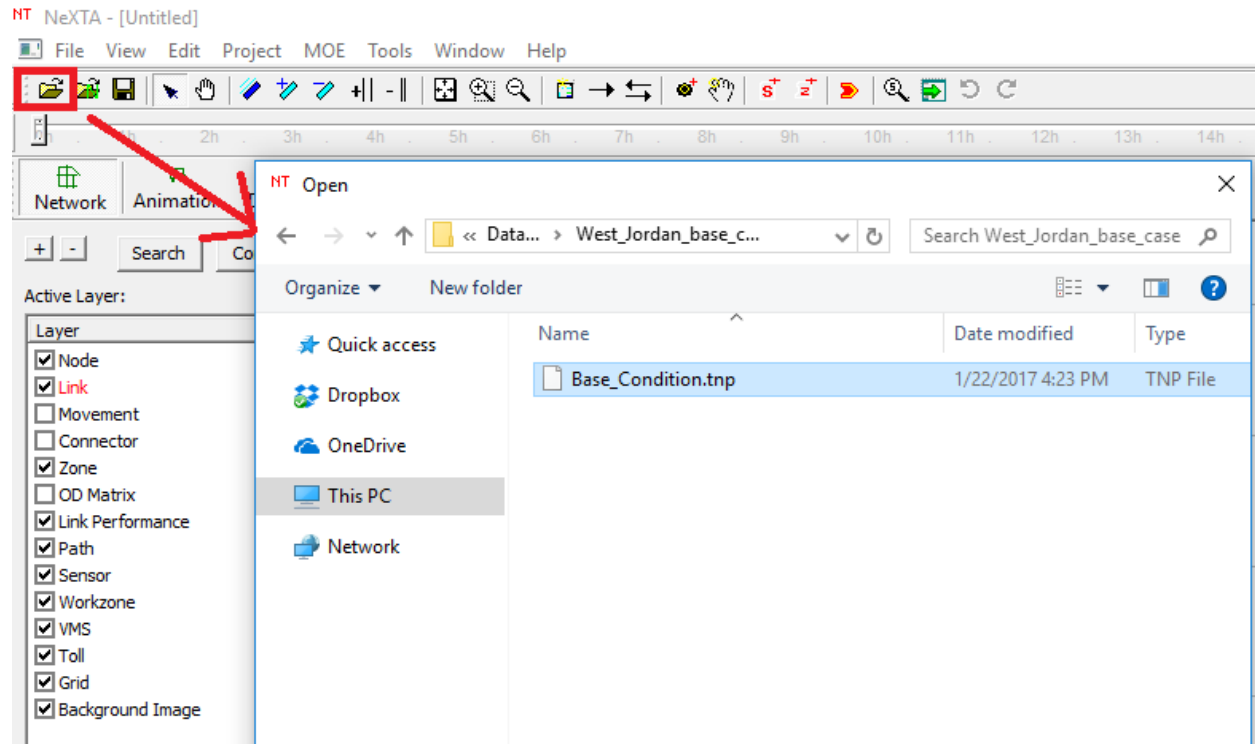 NT NeXTA - [Untitled]
File View Edit Project MOE Tools Window Help
2h 3h 4h 5h 6h 7h 8h 9h 10h 11h 12h 13h 14h
Network
Search
Active Layer:
Layer
Node
Link
Movement
Connector
Zone
OD Matrix
Link Performance
Path
Sensor
Workzone
VMS
Toll
Grid
Background Image
NT Open
« Data... > West_Jordan_base_c...
Search West_Jordan_base_case
Organize New folder
Quick access
Dropbox
OneDrive
This PC
Network
Name Date modified Type
Base_Condition.tnp 1/22/2017 4:23 PM TNP File